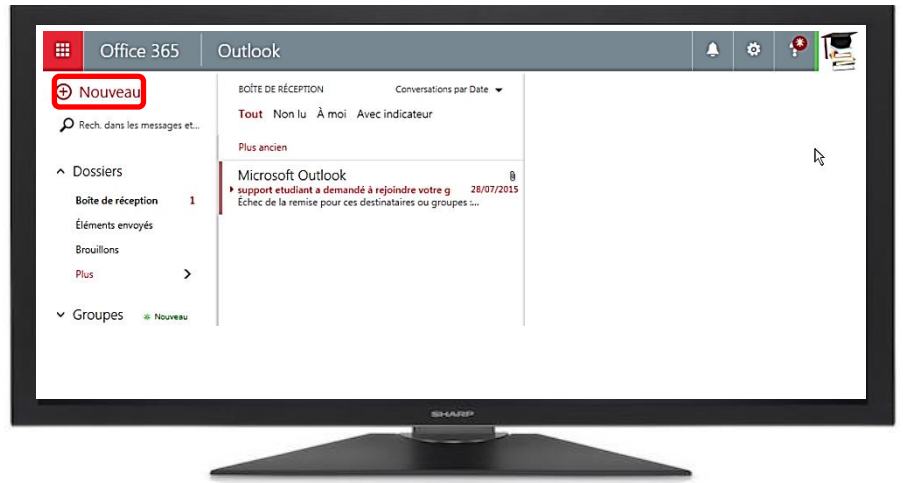 Office 365
Outlook
Nouveau
Rech. dans les messages et...
Dossiers
Boîte de réception 1
Éléments envoyés
Brouillons
Plus
Groupes
Nouveau
BOÎTE DE RÉCEPTION
Conversations par Date
Tout Non lu À moi Avec indicateur
Plus ancien
Microsoft Outlook
support etudiant a demandé à rejoindre votre g 28/07/2015
Échec de la remise pour ces destinataires ou groupes :...
SHARP